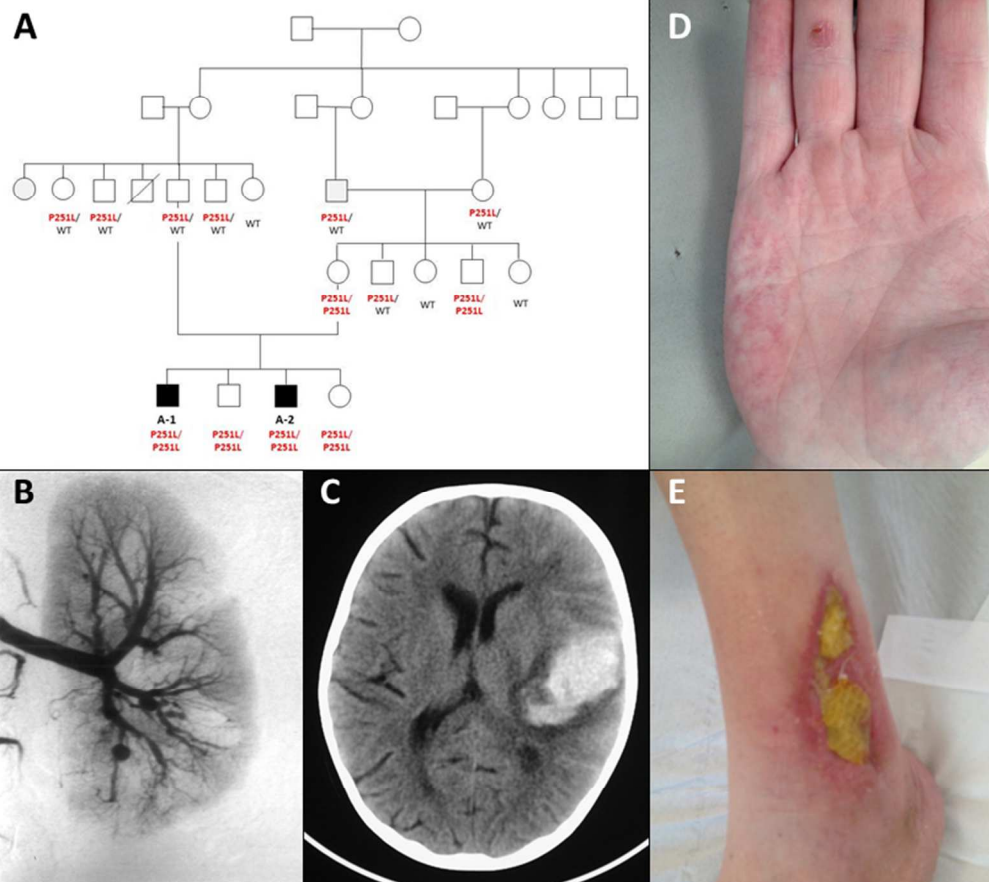 A
D
P251L/ P251L/ P251L/ P251L/ WT
WT WT WT WT
P251L/ P251L/
WT WT
P251L/ P251L/ WT P251L/ WT
P251L WT P251L
A-1 A-2
P251L/ P251L/ P251L/ P251L/
P251L P251L P251L P251L
B
C
E